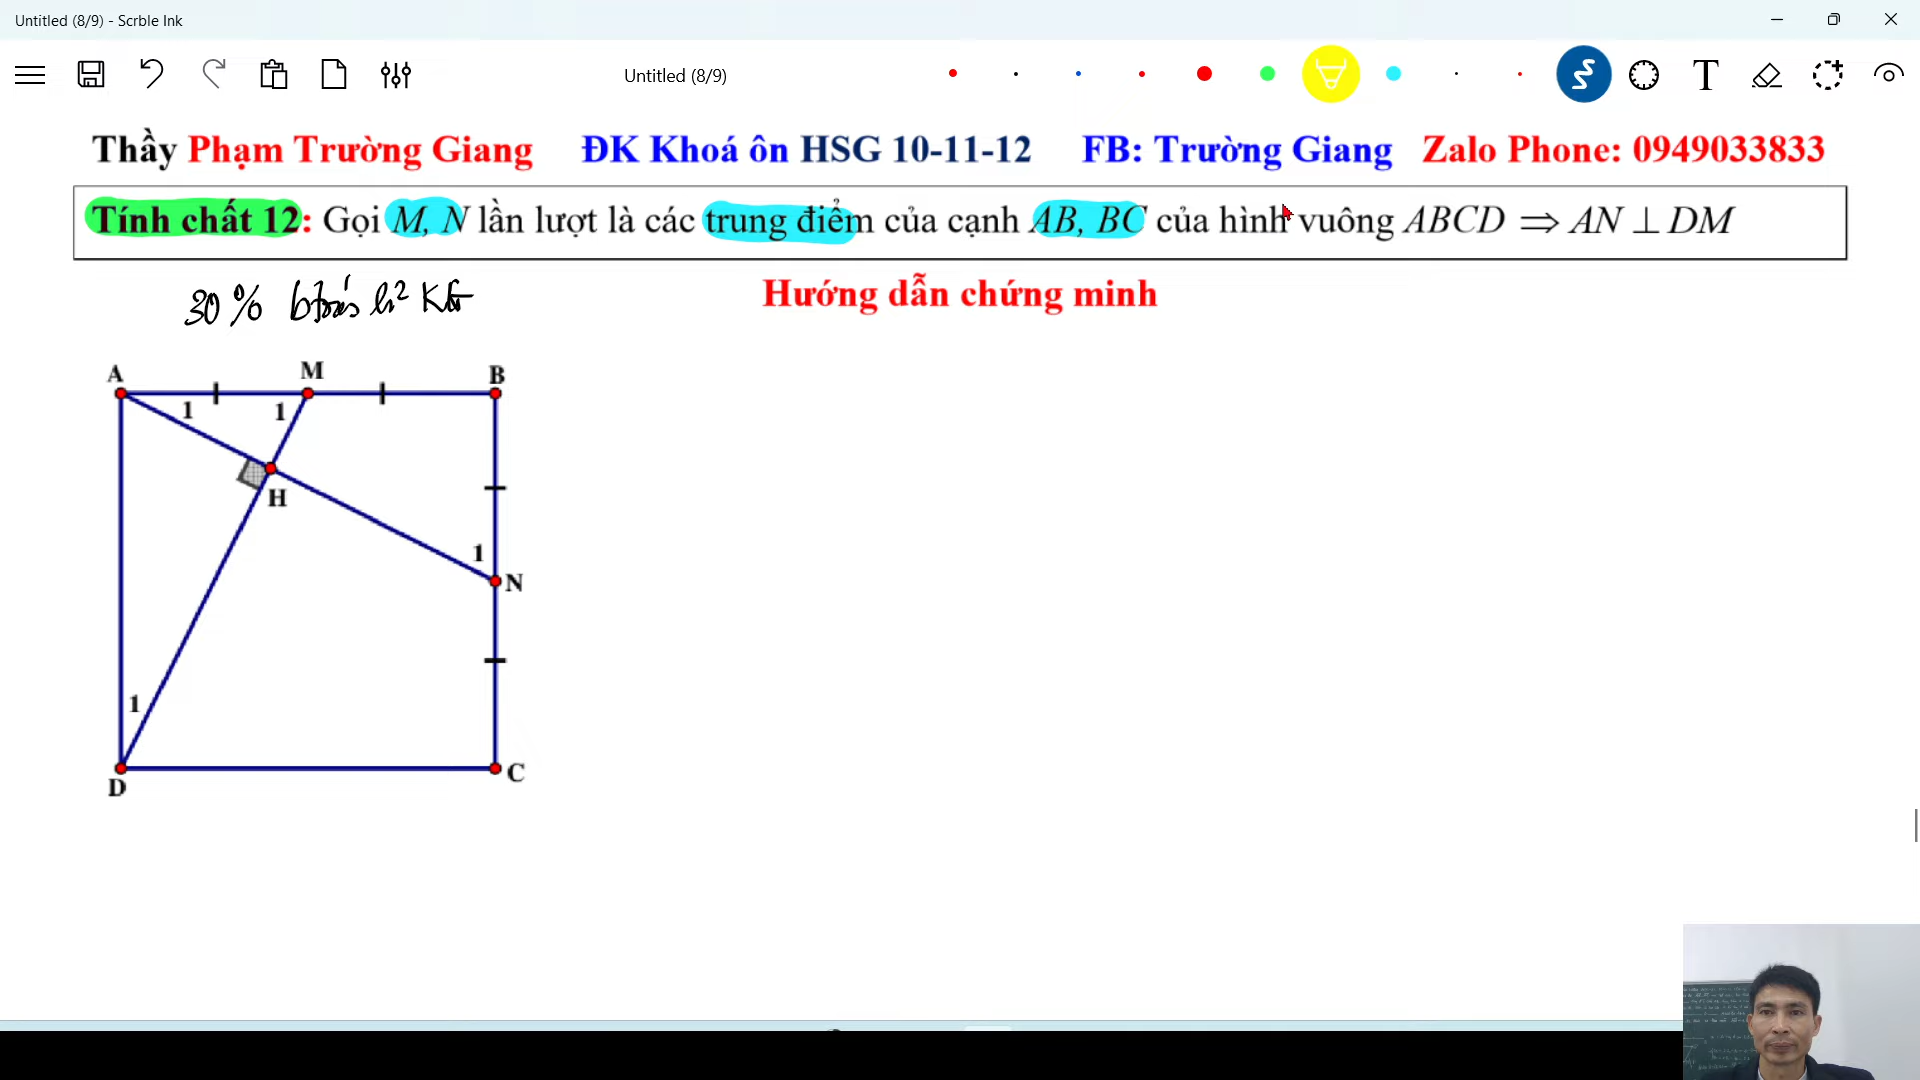 Untitled (8/9) - Scrble Ink
Untitled (8/9)
T
Thầy Phạm Trường Giang ĐK Khoá ôn HSG 10-11-12 FB: Trường Giang Zalo Phone: 0949033833
Tính chất 12: Gọi M, N lần lượt là các trung điểm của cạnh AB, BC của hình vuông ABCD ⟹ AN ⊥ DM
30%
Hướng dẫn chứng minh
A M B
1 1
H
1
N
1
D C